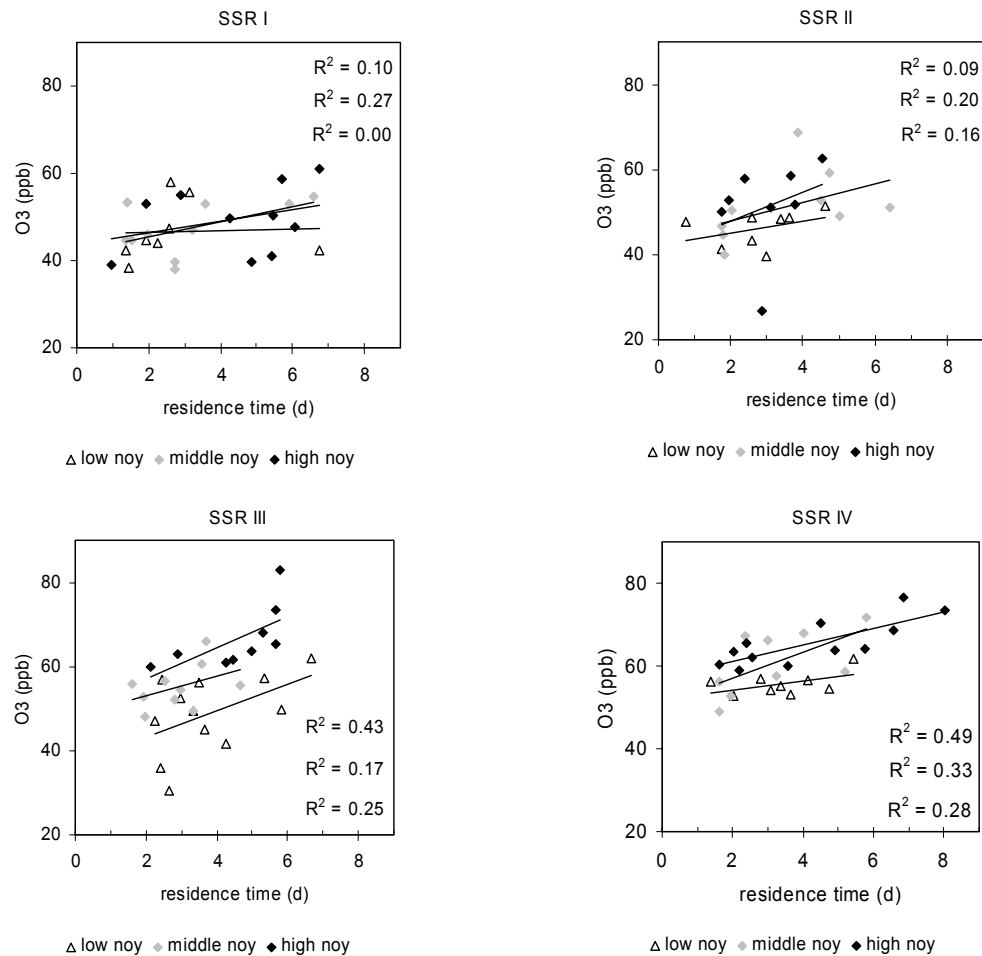 SSR I
80
60
40
20
O3 (ppb)
R² = 0.10
R² = 0.27
R² = 0.00
0 2 4 6 8
residence time (d)
low noy middle noy high noy
SSR II
80
60
40
20
O3 (ppb)
R² = 0.09
R² = 0.20
R² = 0.16
0 2 4 6 8
residence time (d)
low noy middle noy high noy
SSR III
80
60
40
20
O3 (ppb)
R² = 0.43
R² = 0.17
R² = 0.25
0 2 4 6 8
residence time (d)
low noy middle noy high noy
SSR IV
80
60
40
20
O3 (ppb)
R² = 0.49
R² = 0.33
R² = 0.28
0 2 4 6 8
residence time (d)
low noy middle noy high noy